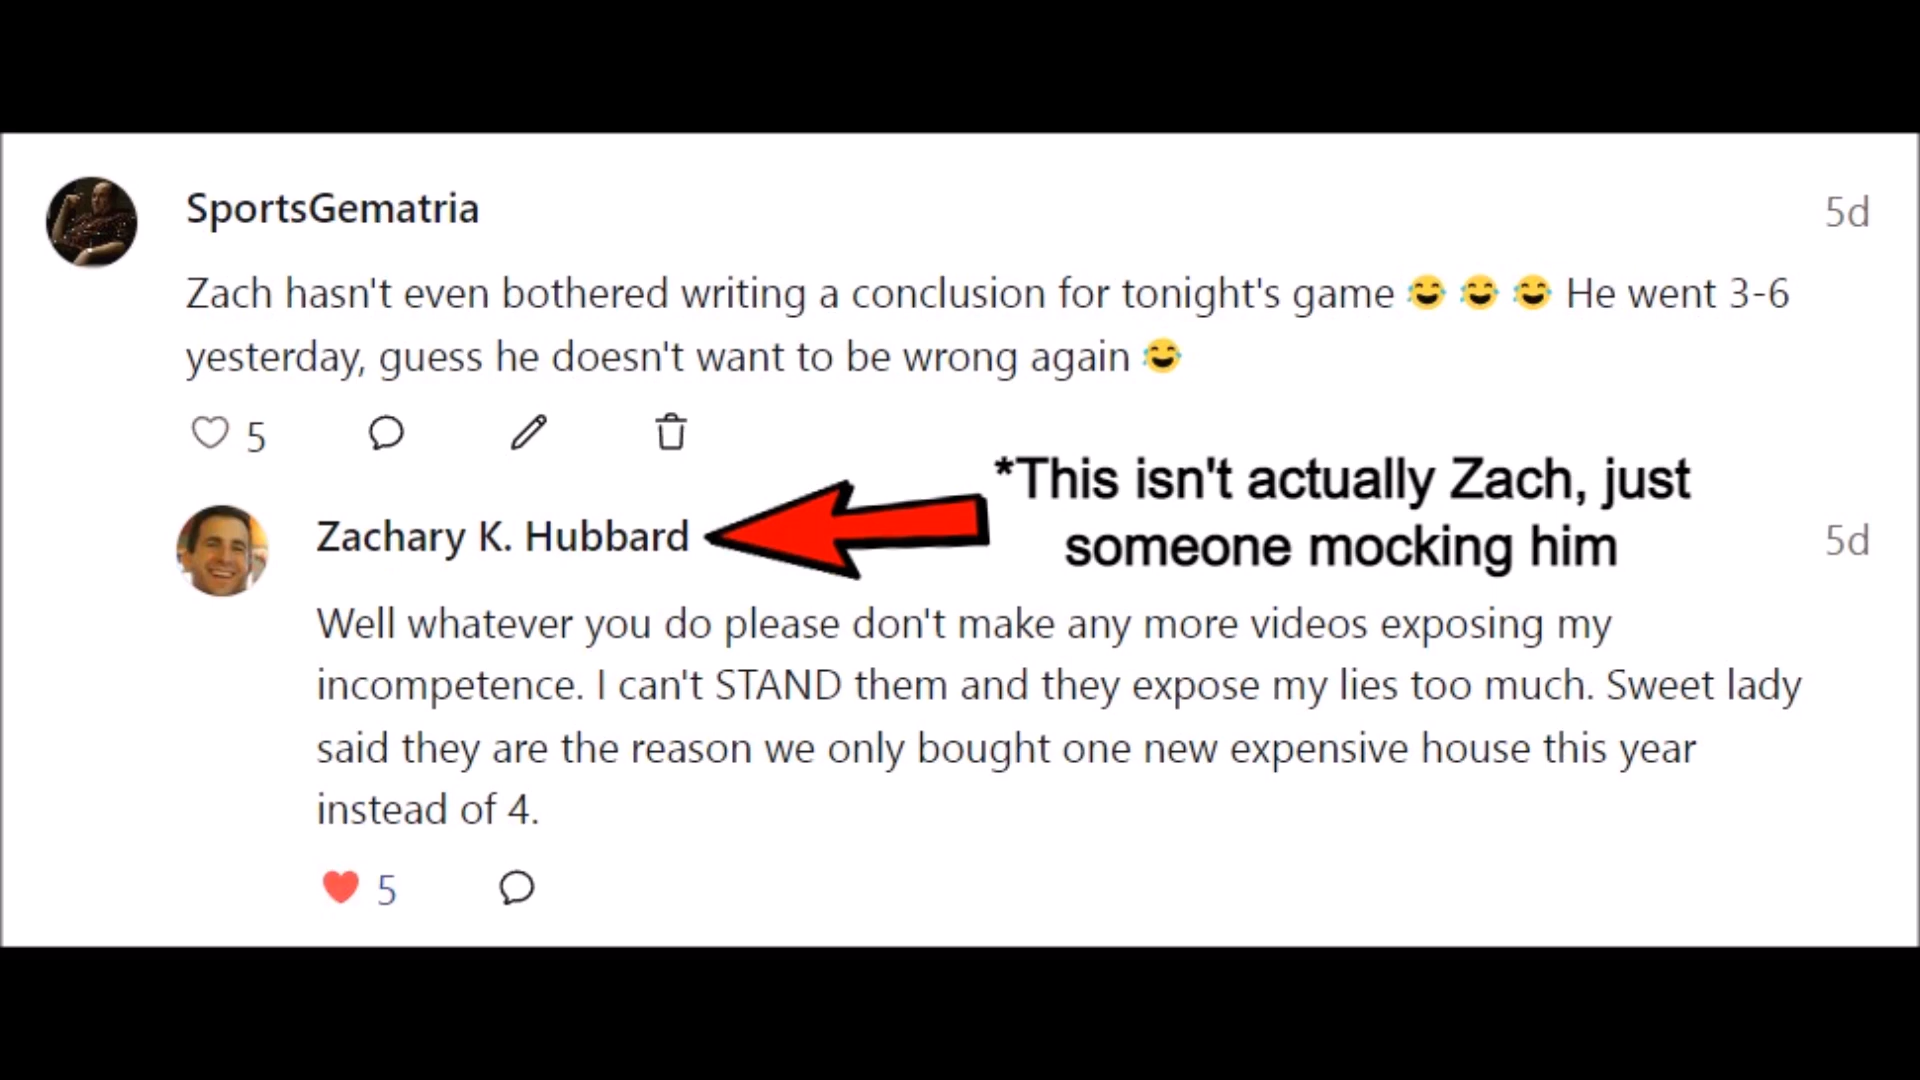 SportsGematria
5d
Zach hasn't even bothered writing a conclusion for tonight's game 😂 😂 😂 He went 3-6
yesterday, guess he doesn't want to be wrong again 😂
5
*This isn't actually Zach, just
someone mocking him
Zachary K. Hubbard
5d
Well whatever you do please don't make any more videos exposing my
incompetence. I can't STAND them and they expose my lies too much. Sweet lady
said they are the reason we only bought one new expensive house this year
instead of 4.
5